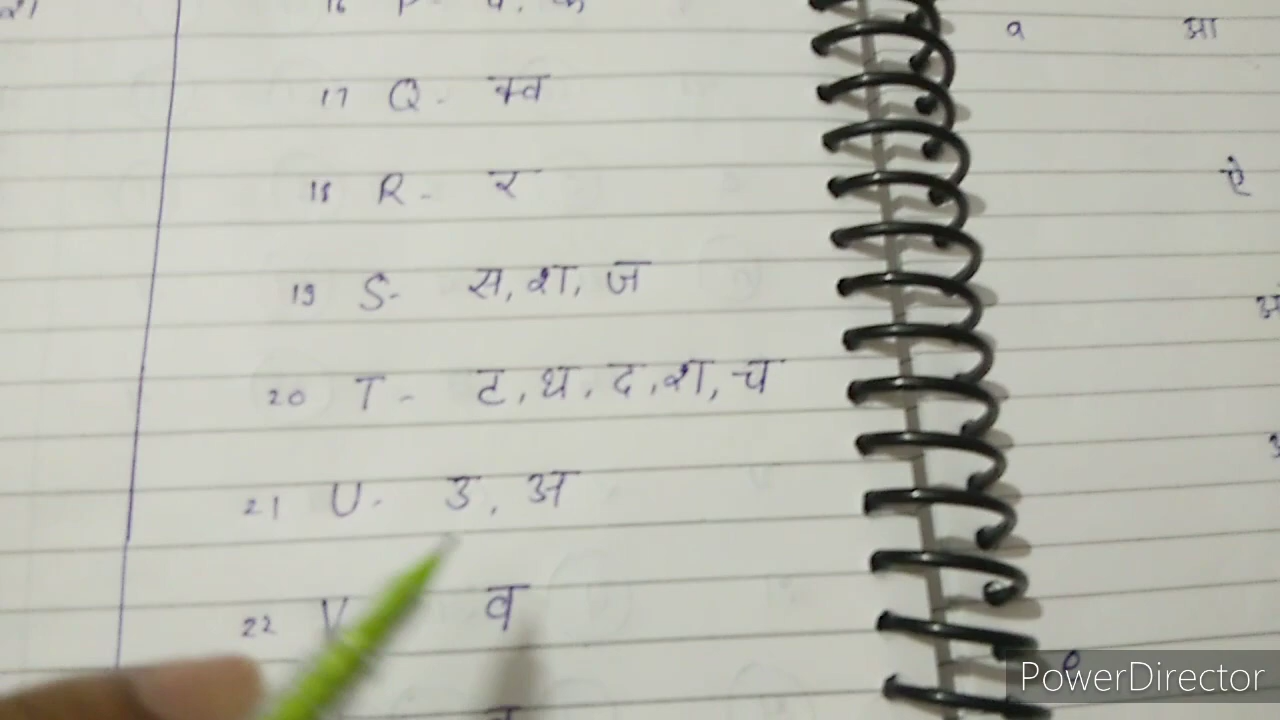 17 Q- क्व
18 R- र
19 S- स, श, ज
20 T- ट, थ, द, श, च
21 U- उ, अ
22 V व
a आ
ऐ
PowerDirector